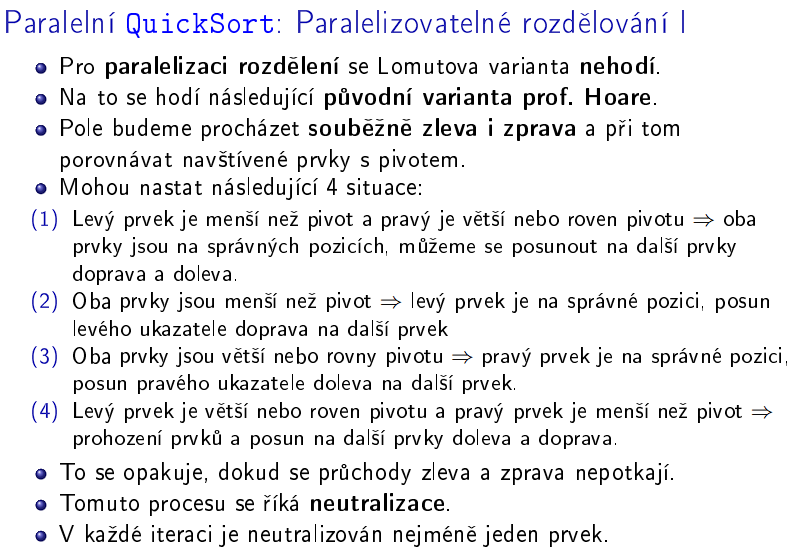 Paralelní QuickSort: Paralelizovatelné rozdělování I
Pro paralelizaci rozdělení se Lomutova varianta nehodí.
Na to se hodí následující původní varianta prof. Hoare.
Pole budeme procházet souběžně zleva i zprava a při tom
porovnávat navštívené prvky s pivotem.
Mohou nastat následující 4 situace:
(1) Levý prvek je menší než pivot a pravý je větší nebo roven pivotu ⇒ oba
prvky jsou na správných pozicích, můžeme se posunout na další prvky
doprava a doleva.
(2) Oba prvky jsou menší než pivot ⇒ levý prvek je na správné pozici, posun
levého ukazatele doprava na další prvek
(3) Oba prvky jsou větší nebo rovny pivotu ⇒ pravý prvek je na správné pozici,
posun pravého ukazatele doleva na další prvek.
(4) Levý prvek je větší nebo roven pivotu a pravý prvek je menší než pivot ⇒
prohození prvků a posun na další prvky doleva a doprava.
To se opakuje, dokud se průchody zleva a zprava nepotkají.
Tomuto procesu se říká neutralizace.
V každé iteraci je neutralizován nejméně jeden prvek.